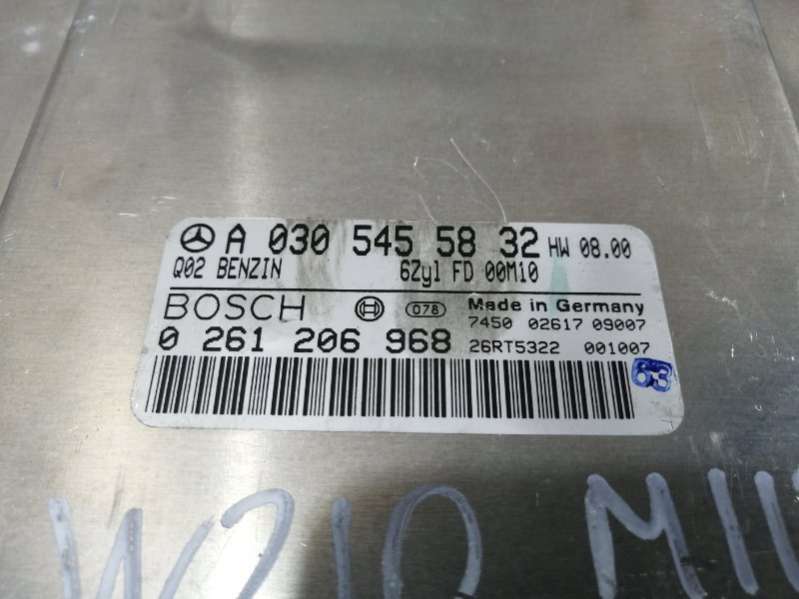 A 030 545 58 32 HW 08.00
Q02 BENZIN 6Zyl FD 00M10
BOSCH 078 Made in Germany
7450 02617 09007
0 261 206 968 26RT5322 001007
63
W210